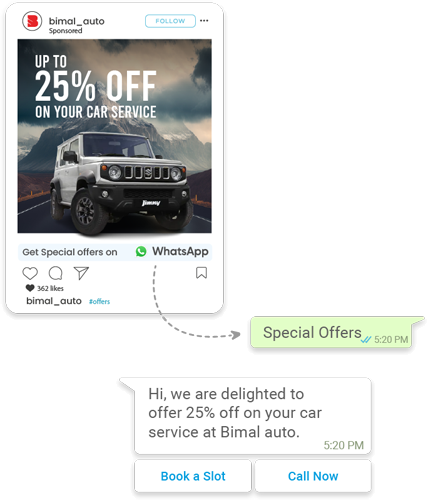 bimal_auto
FOLLOW
Sponsored
UP TO
25% OFF
ON YOUR CAR SERVICE
Jimny
Get Special offers on WhatsApp
362 likes
bimal_auto #offers
Special Offers
5:20 PM
Hi, we are delighted to
offer 25% off on your car
service at Bimal auto.
5:20 PM
Book a Slot
Call Now